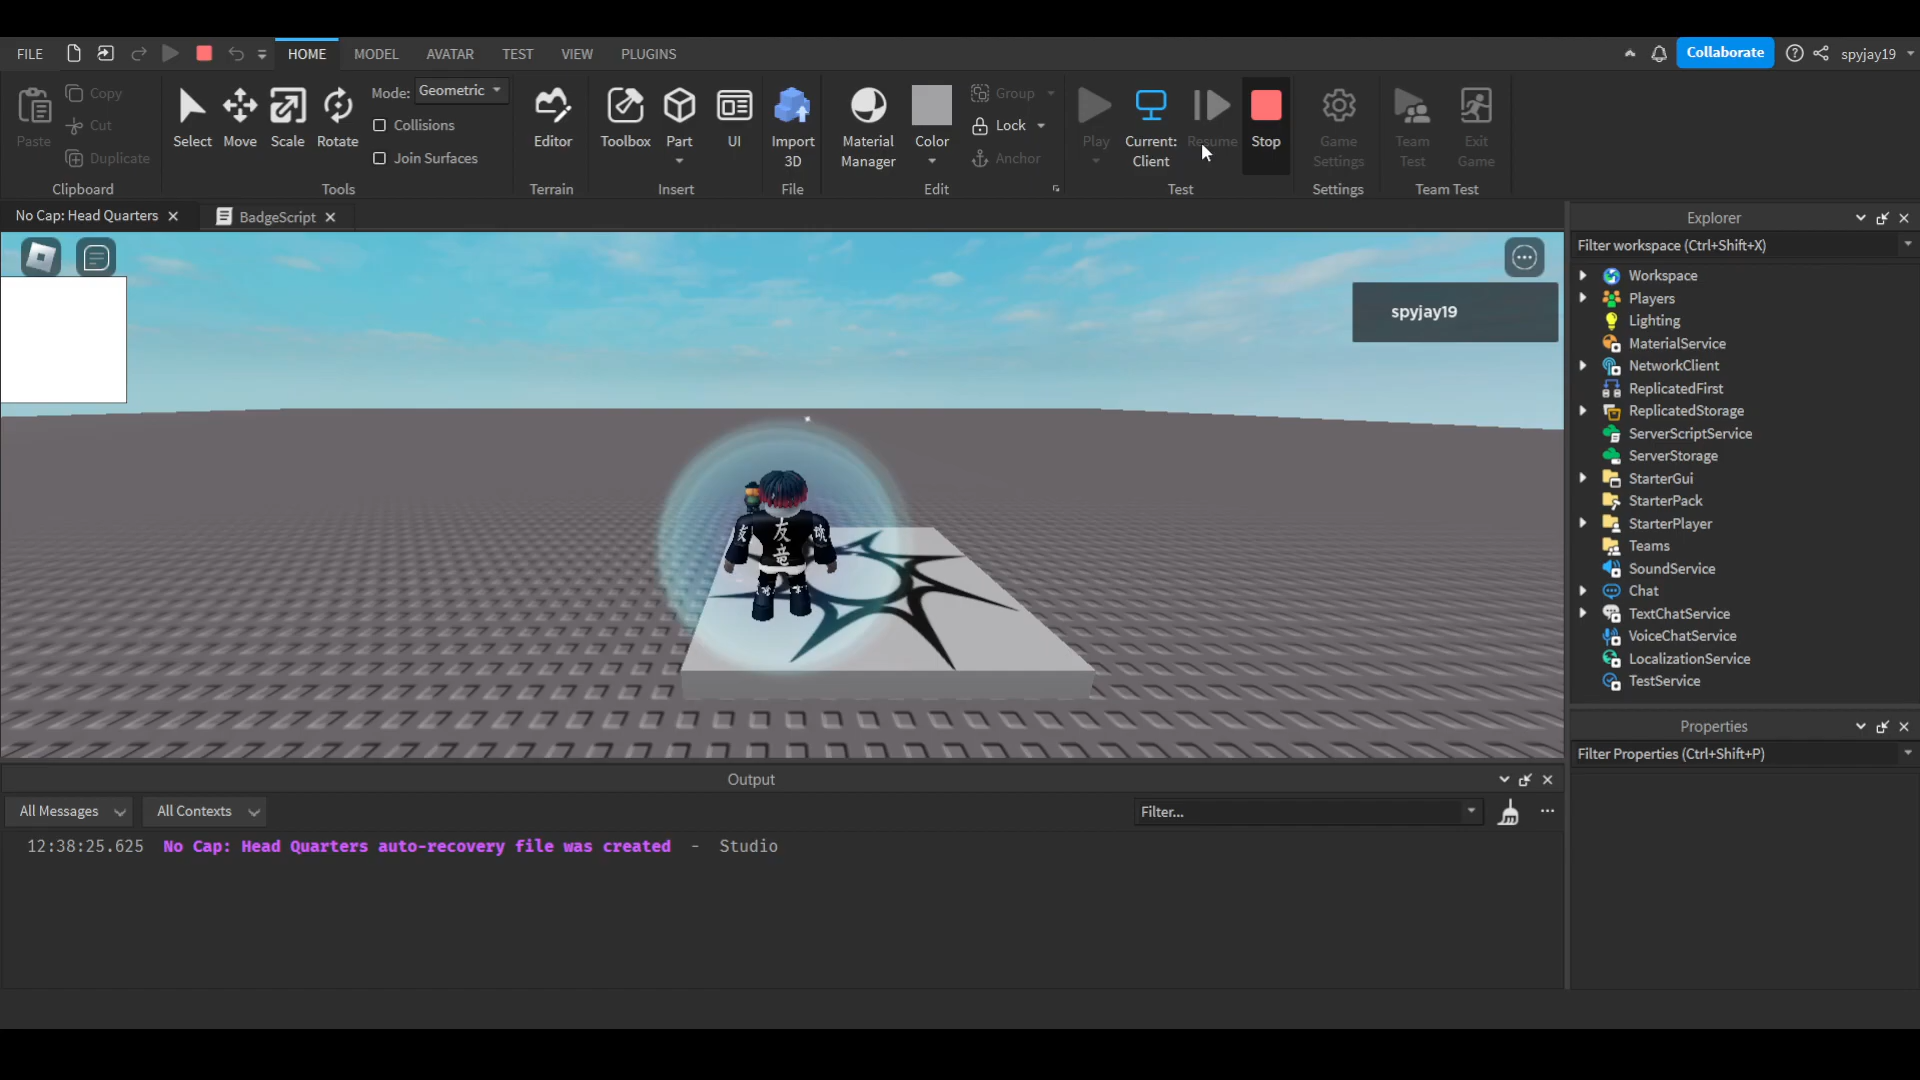 FILE HOME MODEL AVATAR TEST VIEW PLUGINS Collaborate spyjay19
Paste Copy Cut Duplicate
Clipboard
Select Move Scale Rotate
Mode: Geometric
Collisions
Join Surfaces
Tools
Editor
Terrain
Toolbox Part UI
Insert
Import
3D
File
Material
Manager
Color
Group
Lock
Anchor
Edit
Play
Current:
Client
Resume
Stop
Test
Game
Settings
Settings
Team
Test
Exit
Game
Team Test
No Cap: Head Quarters BadgeScript
spyjay19
友
竜
Explorer
Filter workspace (Ctrl+Shift+X)
Workspace
Players
Lighting
MaterialService
NetworkClient
ReplicatedFirst
ReplicatedStorage
ServerScriptService
ServerStorage
StarterGui
StarterPack
StarterPlayer
Teams
SoundService
Chat
TextChatService
VoiceChatService
LocalizationService
TestService
Properties
Filter Properties (Ctrl+Shift+P)
Output
All Messages All Contexts Filter...
12:38:25.625 No Cap: Head Quarters auto-recovery file was created - Studio